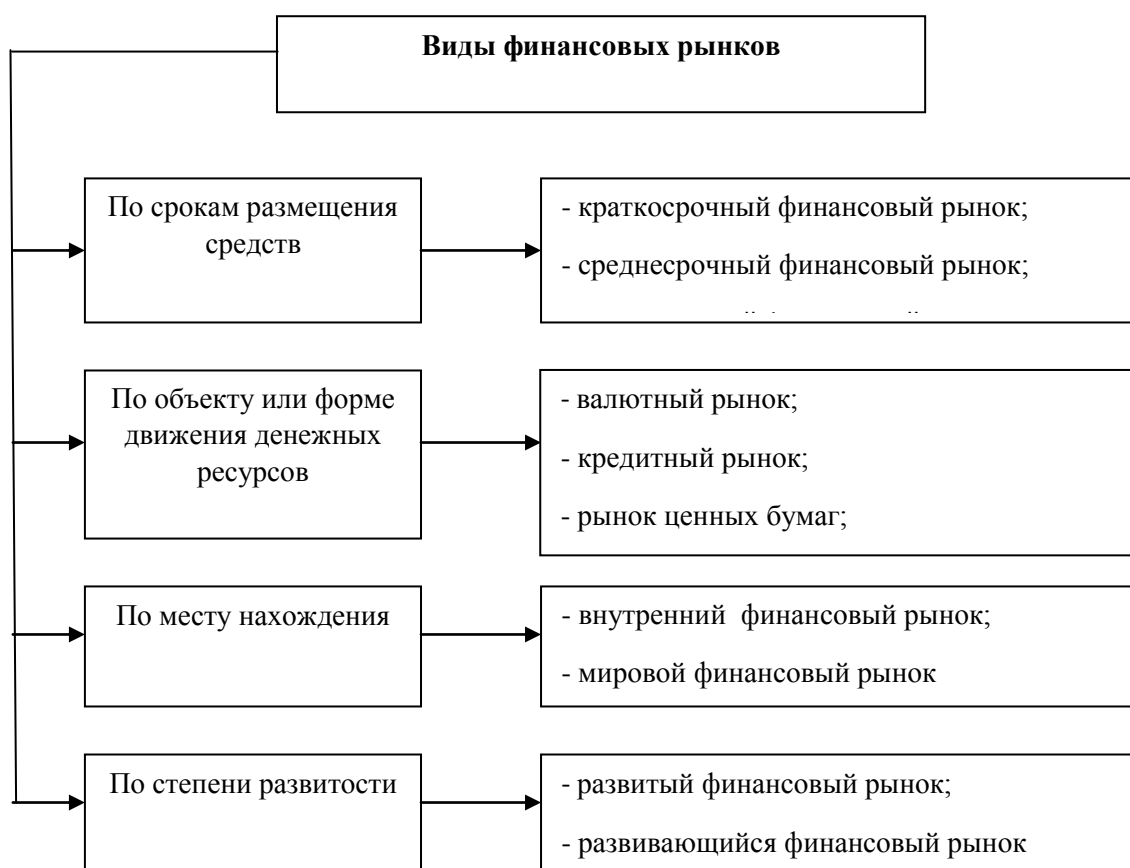 Виды финансовых рынков
По срокам размещения
средств
- краткосрочный финансовый рынок;
- среднесрочный финансовый рынок;
По объекту или форме
движения денежных
ресурсов
- валютный рынок;
- кредитный рынок;
- рынок ценных бумаг;
По месту нахождения
- внутренний финансовый рынок;
- мировой финансовый рынок
По степени развитости
- развитый финансовый рынок;
- развивающийся финансовый рынок